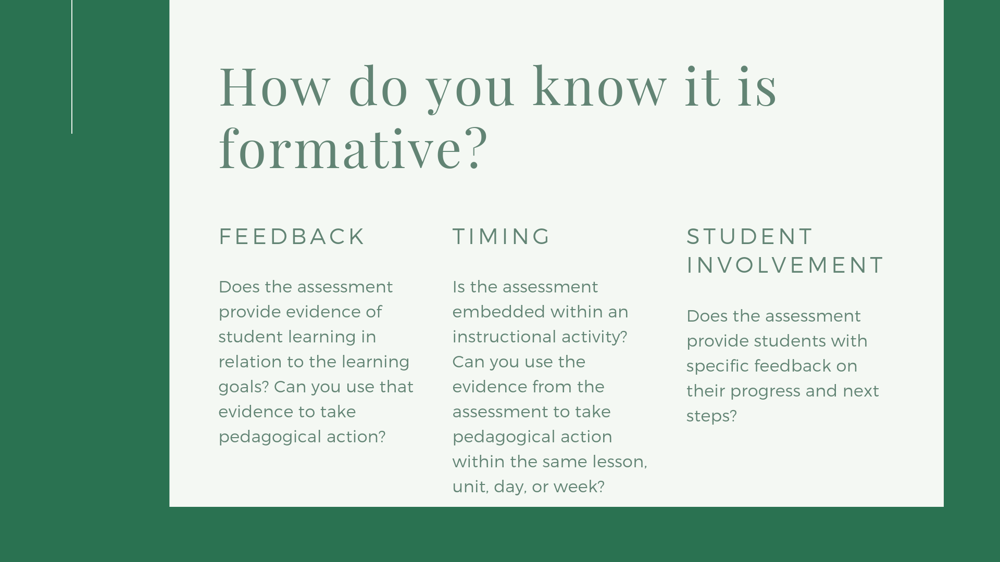 How do you know it is
formative?
FEEDBACK
Does the assessment
provide evidence of
student learning in
relation to the learning
goals? Can you use that
evidence to take
pedagogical action?
TIMING
Is the assessment
embedded within an
instructional activity?
Can you use the
evidence from the
assessment to take
pedagogical action
within the same lesson,
unit, day, or week?
STUDENT
INVOLVEMENT
Does the assessment
provide students with
specific feedback on
their progress and next
steps?